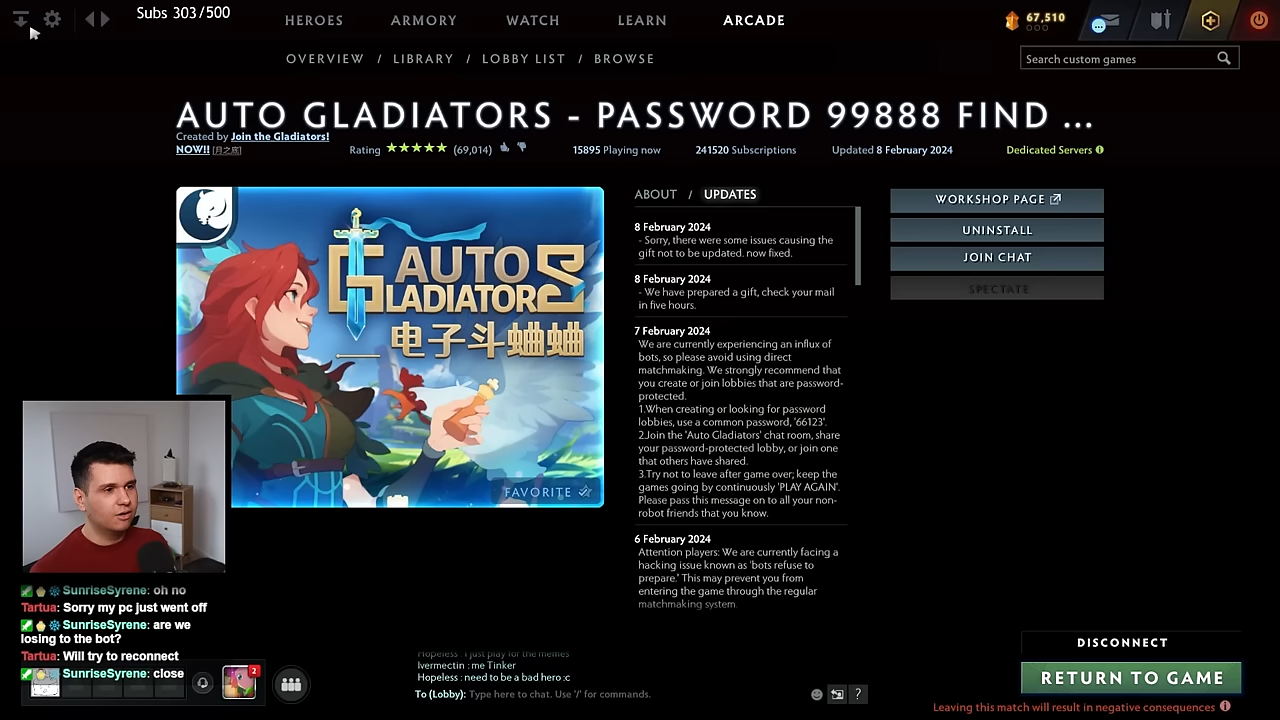 Subs 303/500
HEROES
ARMORY
WATCH
LEARN
ARCADE
67,510
OVERVIEW / LIBRARY / LOBBY LIST / BROWSE
Search custom games
AUTO GLADIATORS - PASSWORD 99888 FIND ...
Created by Join the Gladiators!
NOW!! [月之底]
Rating
(69,014)
15895 Playing now
241520 Subscriptions
Updated 8 February 2024
Dedicated Servers
AUTO
GLADIATORS
电子斗蛐蛐
FAVORITE
ABOUT / UPDATES
8 February 2024
- Sorry, there were some issues causing the
gift not to be updated. now fixed.
8 February 2024
- We have prepared a gift, check your mail
in five hours.
7 February 2024
We are currently experiencing an influx of
bots, so please avoid using direct
matchmaking. We strongly recommend that
you create or join lobbies that are password-
protected.
1.When creating or looking for password
lobbies, use a common password, '66123'.
2.Join the 'Auto Gladiators' chat room, share
your password-protected lobby, or join one
that others have shared.
3.Try not to leave after game over; keep the
games going by continuously 'PLAY AGAIN'.
Please pass this message on to all your non-
robot friends that you know.
6 February 2024
Attention players: We are currently facing a
hacking issue known as 'bots refuse to
prepare.' This may prevent you from
entering the game through the regular
matchmaking system.
WORKSHOP PAGE
UNINSTALL
JOIN CHAT
SPECTATE
SunriseSyrene: oh no
Tartua: Sorry my pc just went off
SunriseSyrene: are we
losing to the bot?
Tartua: Will try to reconnect
SunriseSyrene: close
2
Hopeless : I just play for the memes
Ivermectin : me Tinker
Hopeless : need to be a bad hero :c
To (Lobby): Type here to chat. Use '/' for commands.
?
DISCONNECT
RETURN TO GAME
Leaving this match will result in negative consequences